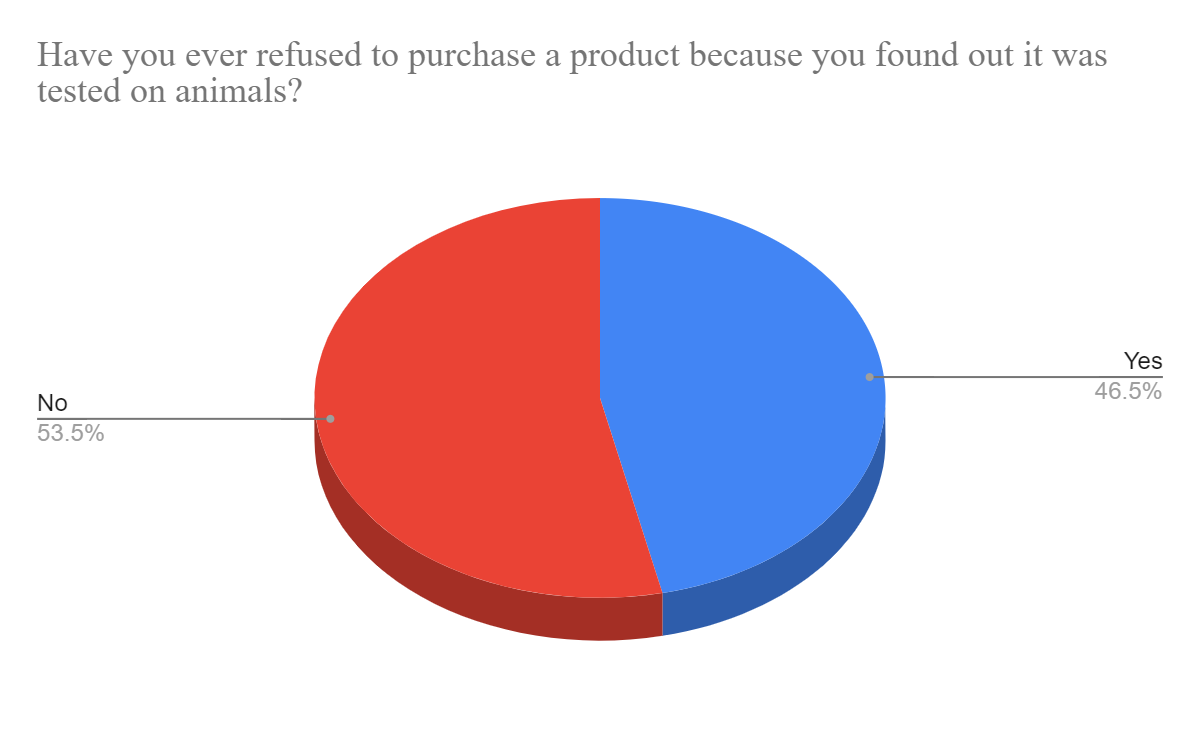 Have you ever refused to purchase a product because you found out it was
tested on animals?
Yes
46.5%
No
53.5%